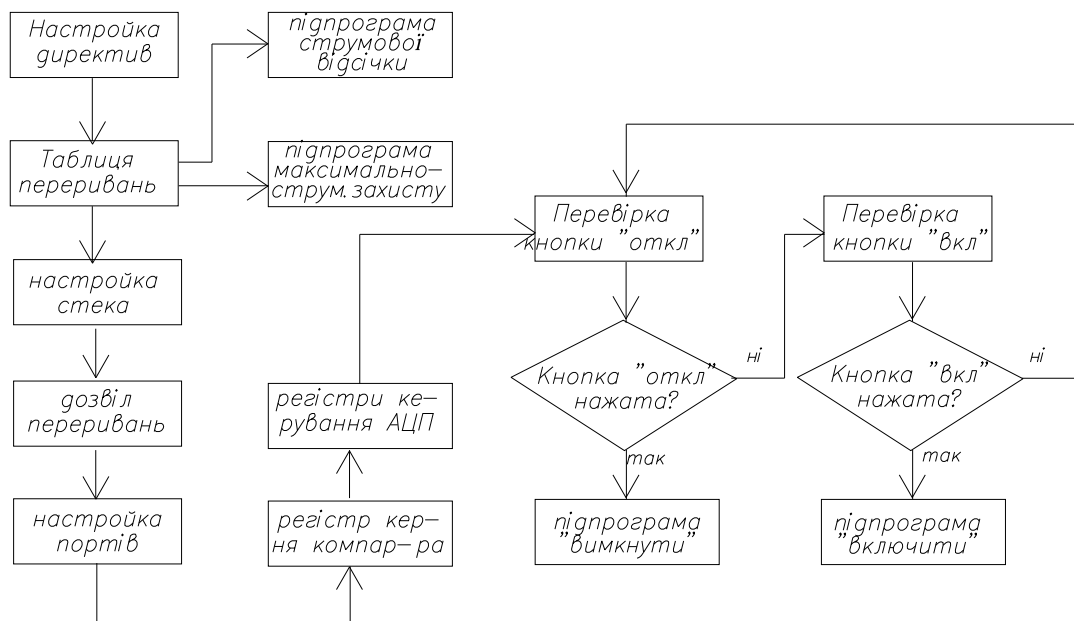 Настройка
директив
Таблиця
переривань
настройка
стека
дозвіл
переривань
настройка
портів
підпрограма
струмової
відсічки
підпрограма
максимально-
струм.захисту
регістри ке-
рування АЦП
регістр кер-
ня компар-ра
Перевірка
кнопки "откл"
Кнопка "откл"
нажата?
ні
так
підпрограма
"вимкнути"
Перевірка
кнопки "вкл"
Кнопка "вкл"
нажата?
ні
так
підпрограма
"включити"